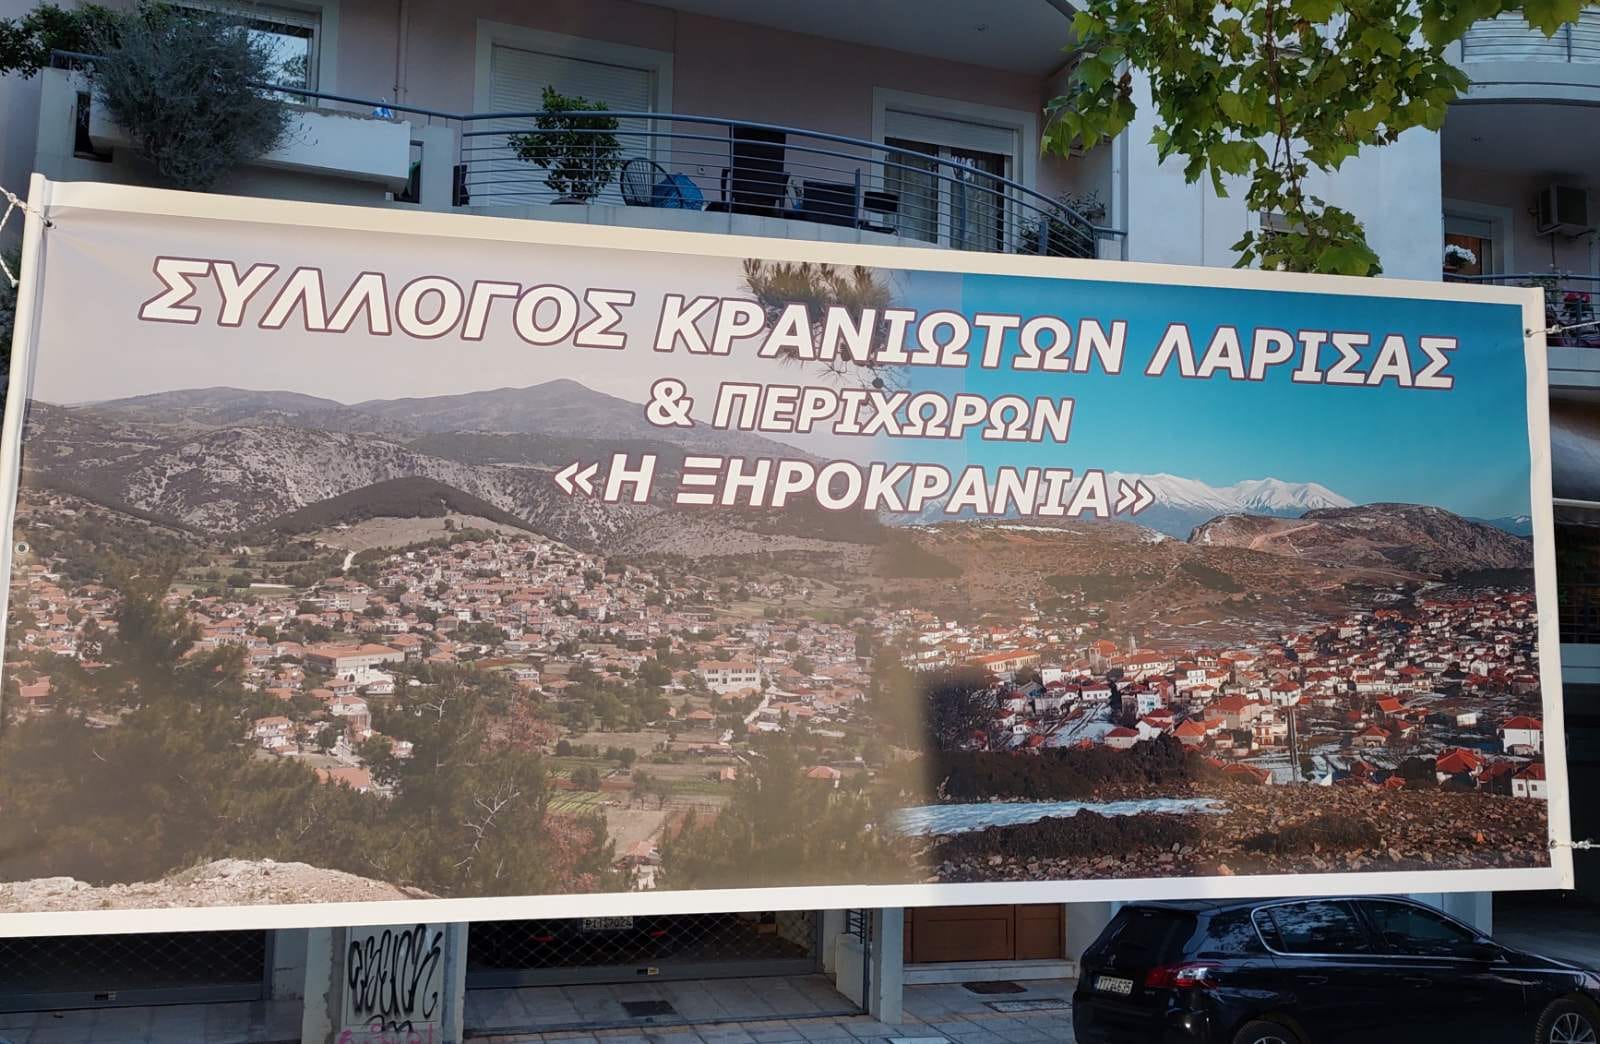 ΣΥΛΛΟΓΟΣ ΚΡΑΝΙΩΤΩΝ ΛΑΡΙΣΑΣ
& ΠΕΡΙΧΩΡΩΝ
«Η ΞΗΡΟΚΡΑΝΙΑ»